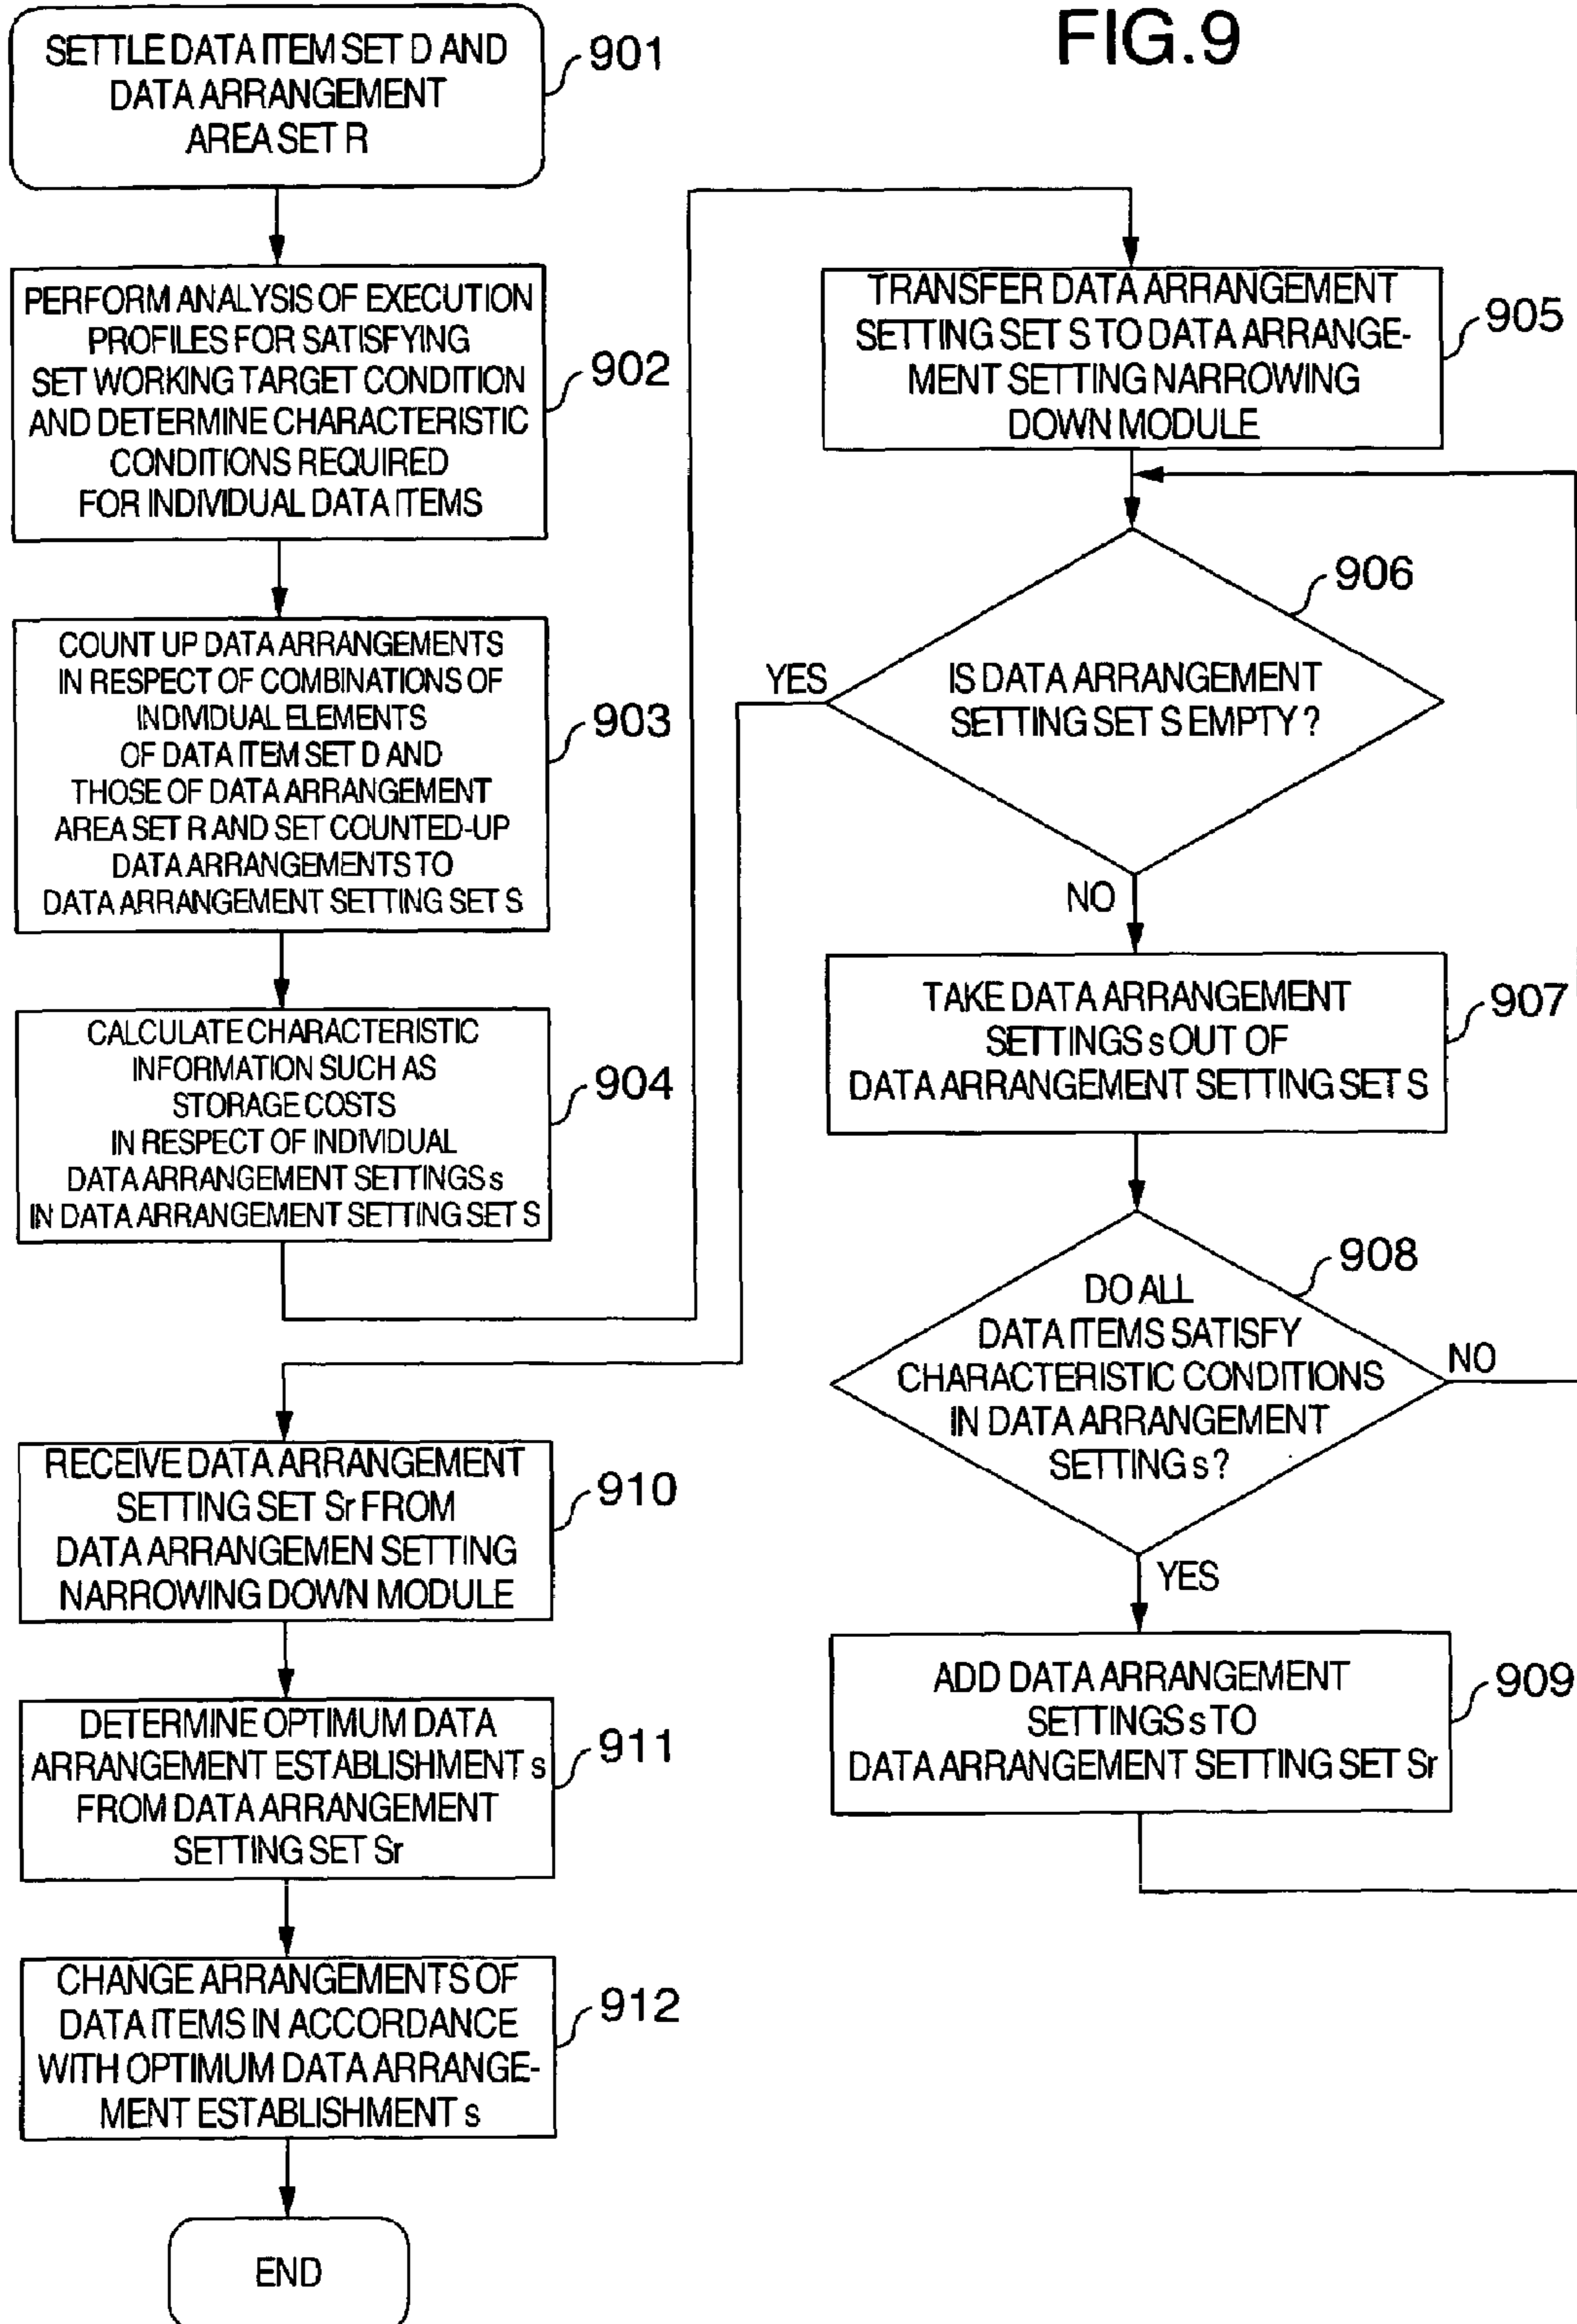 FIG.9
SETTLE DATA ITEM SET D AND
DATA ARRANGEMENT
AREA SET R
901
PERFORM ANALYSIS OF EXECUTION
PROFILES FOR SATISFYING
SET WORKING TARGET CONDITION
AND DETERMINE CHARACTERISTIC
CONDITIONS REQUIRED
FOR INDIVIDUAL DATA ITEMS
902
COUNT UP DATA ARRANGEMENTS
IN RESPECT OF COMBINATIONS OF
INDIVIDUAL ELEMENTS
OF DATA ITEM SET D AND
THOSE OF DATA ARRANGEMENT
AREA SET R AND SET COUNTED-UP
DATA ARRANGEMENTS TO
DATA ARRANGEMENT SETTING SET S
903
CALCULATE CHARACTERISTIC
INFORMATION SUCH AS
STORAGE COSTS
IN RESPECT OF INDIVIDUAL
DATA ARRANGEMENT SETTINGS s
IN DATA ARRANGEMENT SETTING SET S
904
TRANSFER DATA ARRANGEMENT
SETTING SET S TO DATA ARRANGE-
MENT SETTING NARROWING
DOWN MODULE
905
IS DATA ARRANGEMENT
SETTING SET S EMPTY?
906
YES
NO
TAKE DATA ARRANGEMENT
SETTINGS s OUT OF
DATA ARRANGEMENT SETTING SET S
907
DO ALL
DATA ITEMS SATISFY
CHARACTERISTIC CONDITIONS
IN DATA ARRANGEMENT
SETTING s?
908
NO
YES
ADD DATA ARRANGEMENT
SETTINGS s TO
DATA ARRANGEMENT SETTING SET Sr
909
RECEIVE DATA ARRANGEMENT
SETTING SET Sr FROM
DATA ARRANGEMEN SETTING
NARROWING DOWN MODULE
910
DETERMINE OPTIMUM DATA
ARRANGEMENT ESTABLISHMENT s
FROM DATA ARRANGEMENT
SETTING SET Sr
911
CHANGE ARRANGEMENTS OF
DATA ITEMS IN ACCORDANCE
WITH OPTIMUM DATA ARRANGE-
MENT ESTABLISHMENT s
912
END